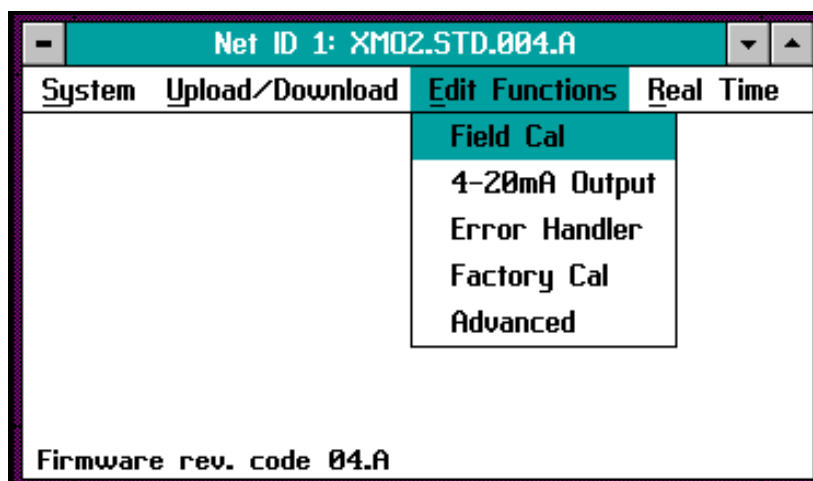 Net ID 1: XMO2.STD.004.A
System Upload/Download Edit Functions Real Time
Field Cal
4-20mA Output
Error Handler
Factory Cal
Advanced
Firmware rev. code 04.A